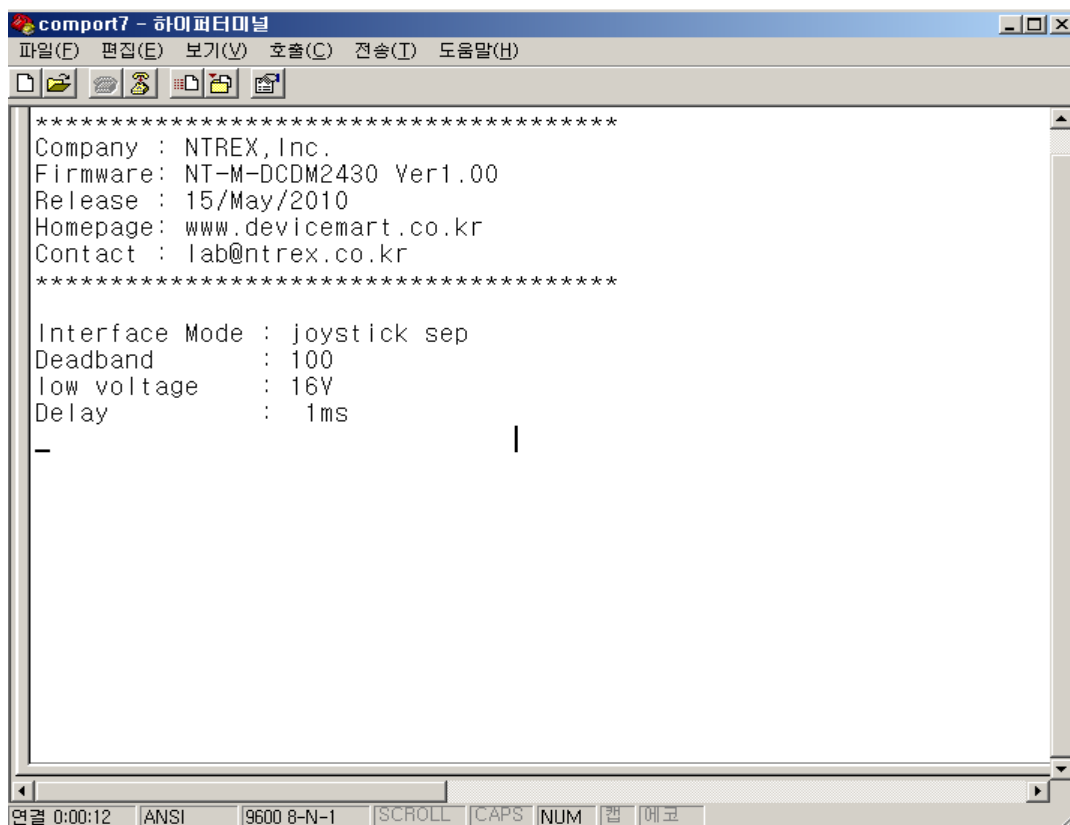 comport7 - 하이퍼터미널
파일(F) 편집(E) 보기(V) 호출(C) 전송(T) 도움말(H)
***************************************
Company : NTREX,Inc.
Firmware: NT-M-DCDM2430 Ver1.00
Release : 15/May/2010
Homepage: www.devicemart.co.kr
Contact : lab@ntrex.co.kr
***************************************
Interface Mode : joystick sep
Deadband : 100
low voltage : 16V
Delay : 1ms
_
연결 0:00:12 ANSI 9600 8-N-1 SCROLL CAPS NUM 캡 에코